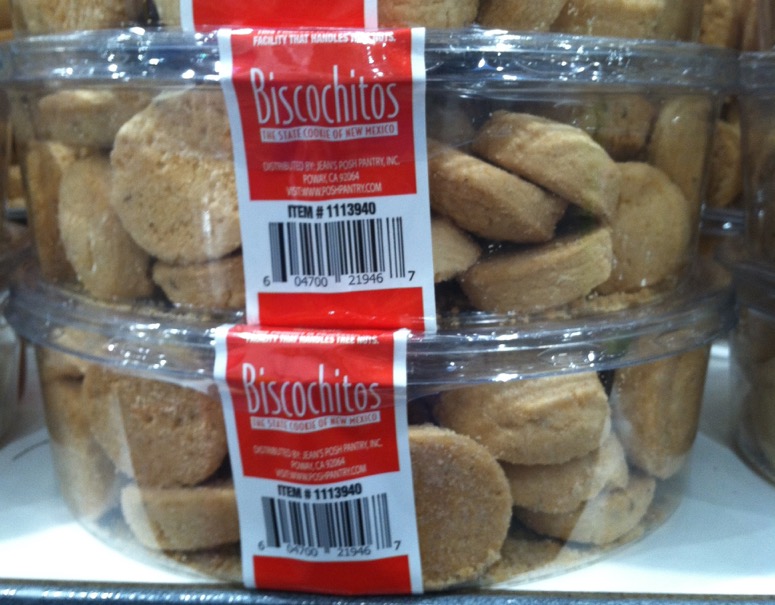 FACILITY THAT HANDLES TREE NUTS.
Biscochitos
THE STATE COOKIE OF NEW MEXICO
DISTRIBUTED BY: JEAN'S POSH PANTRY, INC.
POWAY, CA 92064
VISIT WWW.POSHPANTRY.COM
ITEM # 1113940
6 04700 21946 7
FACILITY THAT HANDLES TREE NUTS.
Biscochitos
THE STATE COOKIE OF NEW MEXICO
DISTRIBUTED BY: JEAN'S POSH PANTRY, INC.
POWAY, CA 92064
VISIT WWW.POSHPANTRY.COM
ITEM # 1113940
6 04700 21946 7